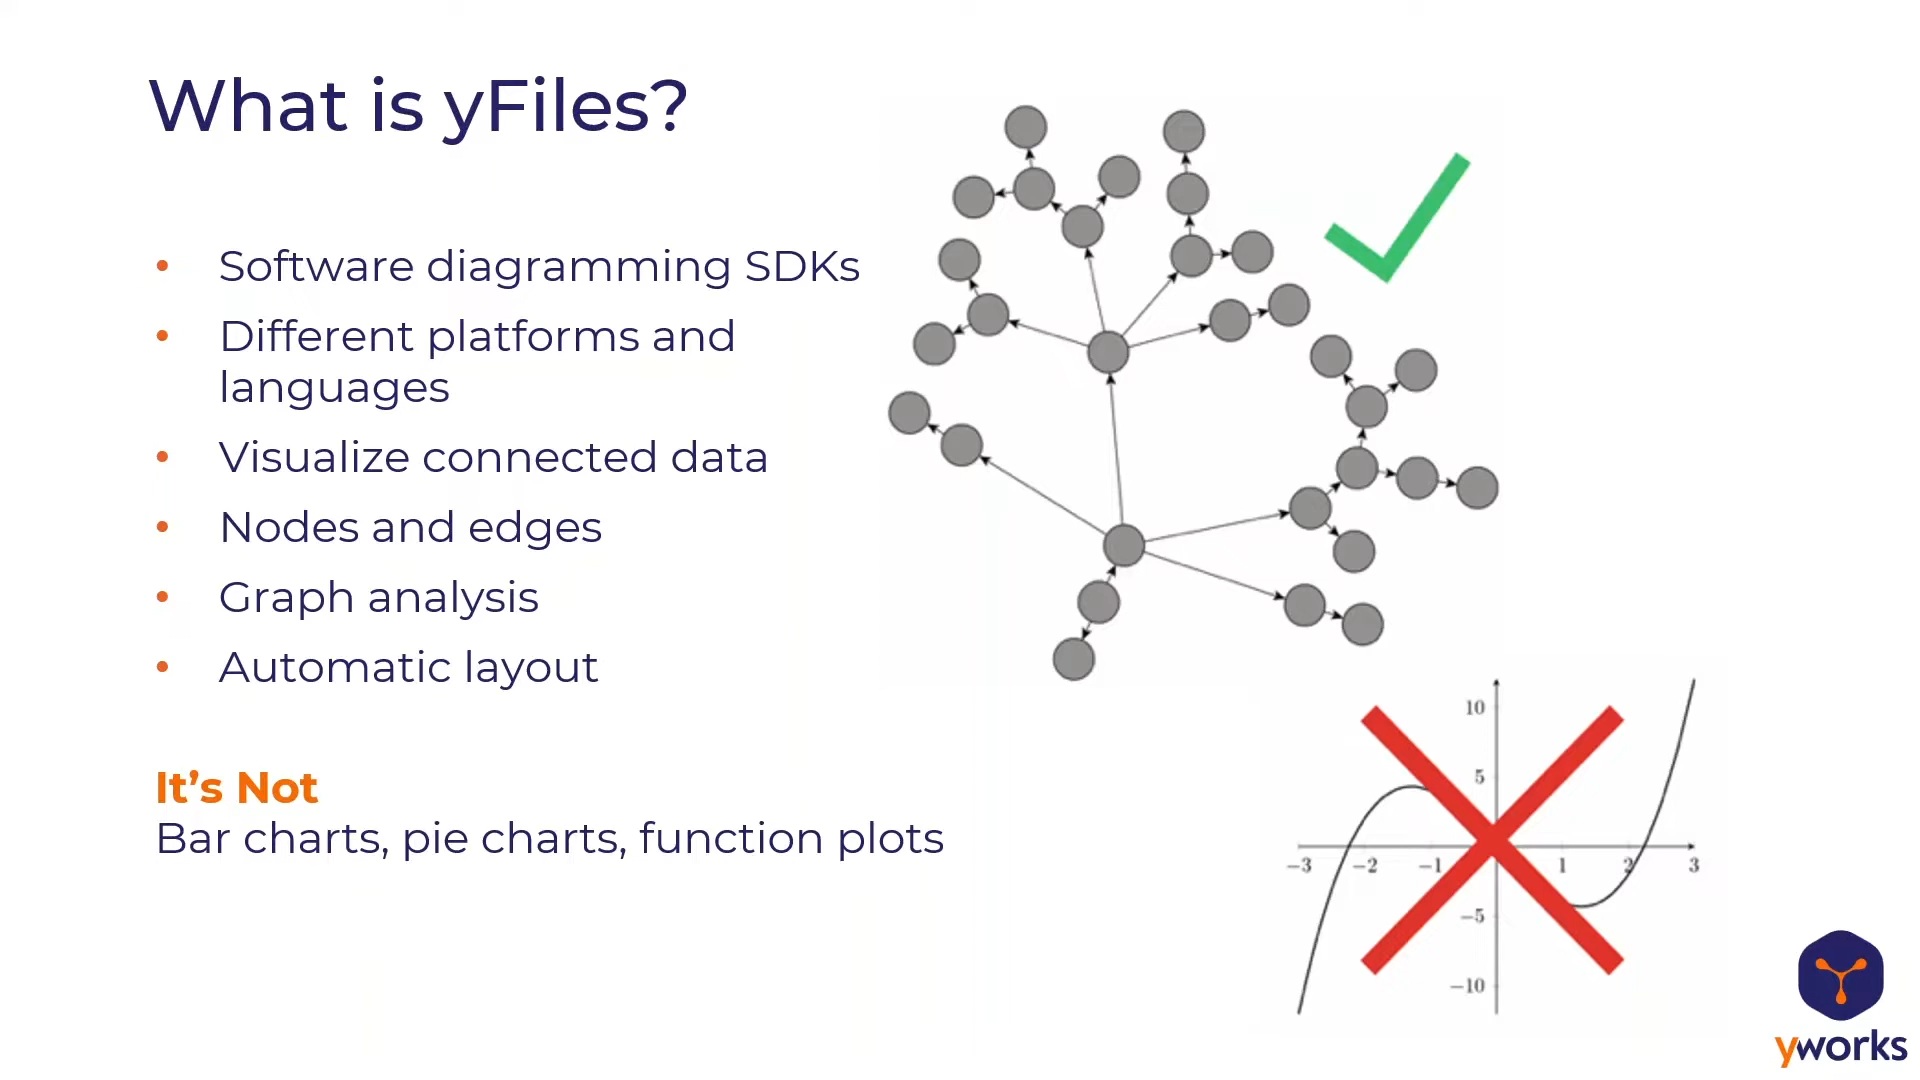 What is yFiles?
• Software diagramming SDKs
• Different platforms and
languages
• Visualize connected data
• Nodes and edges
• Graph analysis
• Automatic layout
It’s Not
Bar charts, pie charts, function plots
10
5
−3 −2 −1 1 2 3
−5
−10
yworks